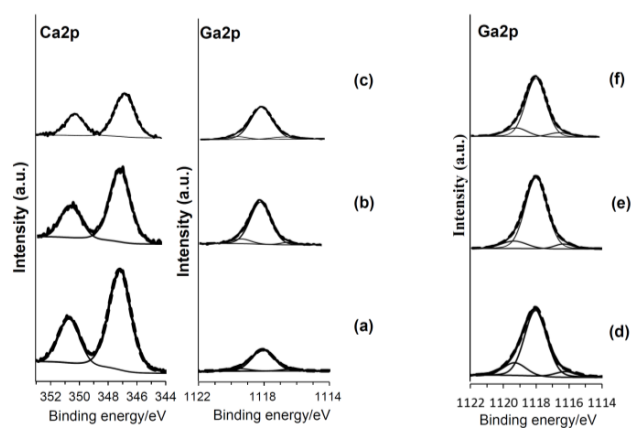 Ca2p Ga2p Ga2p
(c) (f)
(b) (e)
(a) (d)
Intensity (a.u.) Intensity (a.u.) Intensity (a.u.)
352 350 348 346 344 1122 1118 1114 1122 1120 1118 1116 1114
Binding energy/eV Binding energy/eV Binding energy/eV